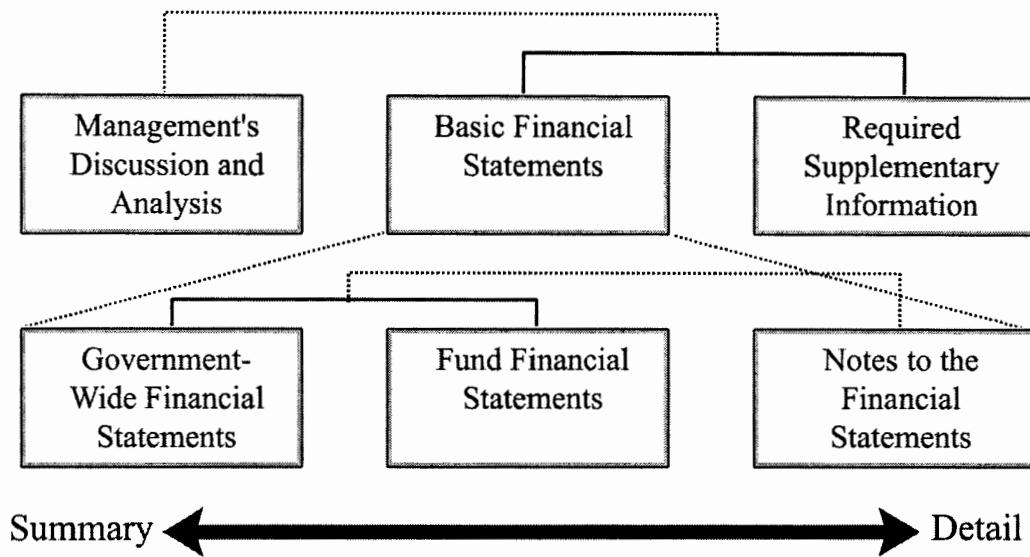 Management's
Discussion and
Analysis
Basic Financial
Statements
Required
Supplementary
Information
Government-
Wide Financial
Statements
Fund Financial
Statements
Notes to the
Financial
Statements
Summary
Detail